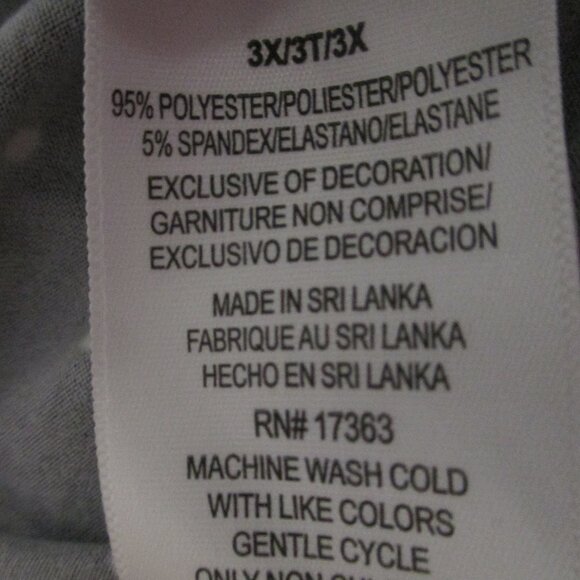 3X/3T/3X
95% POLYESTER/POLIESTER/POLYESTER
5% SPANDEX/ELASTANO/ELASTANE
EXCLUSIVE OF DECORATION/
GARNITURE NON COMPRISE/
EXCLUSIVO DE DECORACION
MADE IN SRI LANKA
FABRIQUE AU SRI LANKA
HECHO EN SRI LANKA
RN# 17363
MACHINE WASH COLD
WITH LIKE COLORS
GENTLE CYCLE
ONLY NON